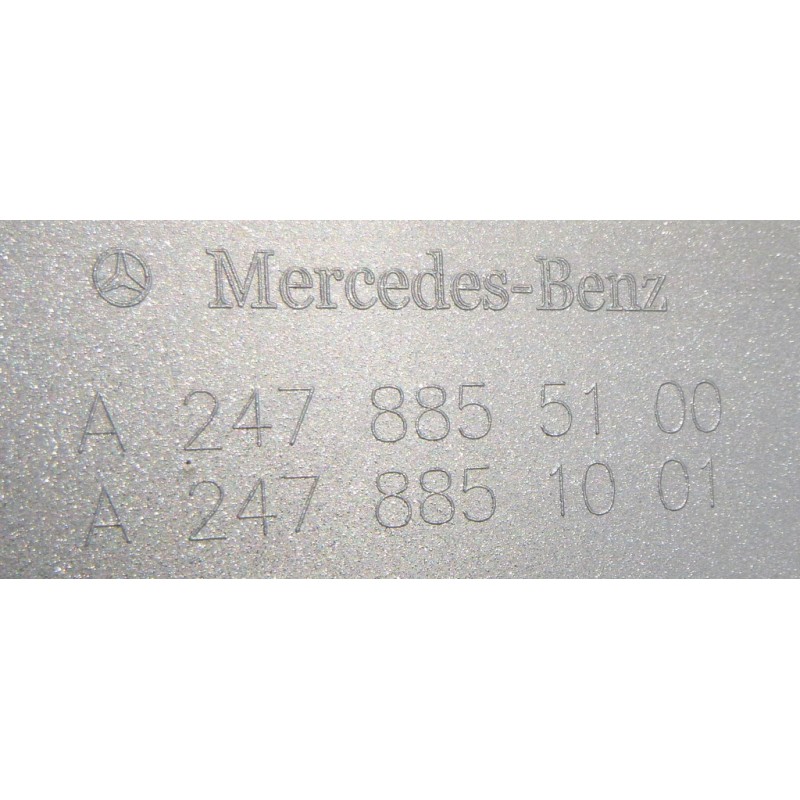 Mercedes-Benz
A 247 885 51 00
A 247 885 10 01